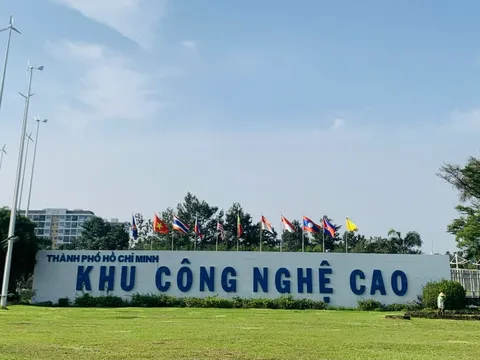 THÀNH PHỐ HỒ CHÍ MINH
KHU CÔNG NGHỆ CAO